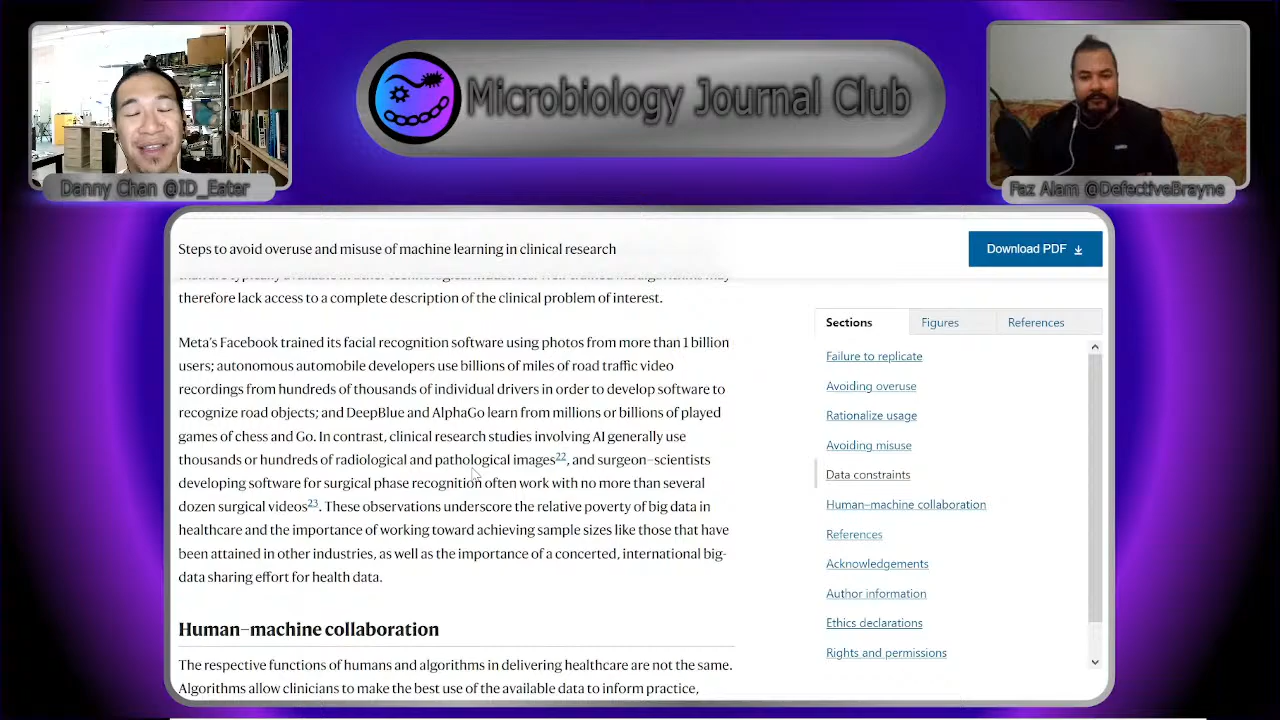 Microbiology Journal Club
Danny Chan @ID_Eater
Faz Alam @DefectiveBrayne
Steps to avoid overuse and misuse of machine learning in clinical research
Download PDF
therefore lack access to a complete description of the clinical problem of interest.
Meta's Facebook trained its facial recognition software using photos from more than 1 billion
users; autonomous automobile developers use billions of miles of road traffic video
recordings from hundreds of thousands of individual drivers in order to develop software to
recognize road objects; and DeepBlue and AlphaGo learn from millions or billions of played
games of chess and Go. In contrast, clinical research studies involving AI generally use
thousands or hundreds of radiological and pathological images22, and surgeon–scientists
developing software for surgical phase recognition often work with no more than several
dozen surgical videos23. These observations underscore the relative poverty of big data in
healthcare and the importance of working toward achieving sample sizes like those that have
been attained in other industries, as well as the importance of a concerted, international big-
data sharing effort for health data.
Human–machine collaboration
The respective functions of humans and algorithms in delivering healthcare are not the same.
Algorithms allow clinicians to make the best use of the available data to inform practice,
Sections
Figures
References
Failure to replicate
Avoiding overuse
Rationalize usage
Avoiding misuse
Data constraints
Human–machine collaboration
References
Acknowledgements
Author information
Ethics declarations
Rights and permissions